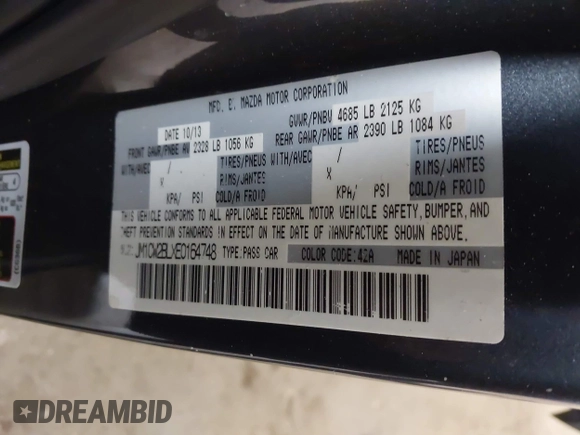 MFD. BY MAZDA MOTOR CORPORATION
DATE 10/13 GVWR/PNBV 4685 LB 2125 KG
FRONT GAWR/PNBE AV 2328 LB 1056 KG REAR GAWR/PNBE AR 2390 LB 1084 KG
WITH/AVEC / TIRES/PNEUS WITH/AVEC / TIRES/PNEUS
X RIMS/JANTES X RIMS/JANTES
KPA/ PSI COLD/A FROID KPA/ PSI COLD/A FROID
THIS VEHICLE CONFORMS TO ALL APPLICABLE FEDERAL MOTOR VEHICLE SAFETY, BUMPER, AND
THEFT PREVENTION STANDARDS IN EFFECT ON THE DATE OF MANUFACTURE SHOWN ABOVE.
JM1CW2BLXE0164748 TYPE:PASS CAR COLOR CODE:42A MADE IN JAPAN
DREAMBID